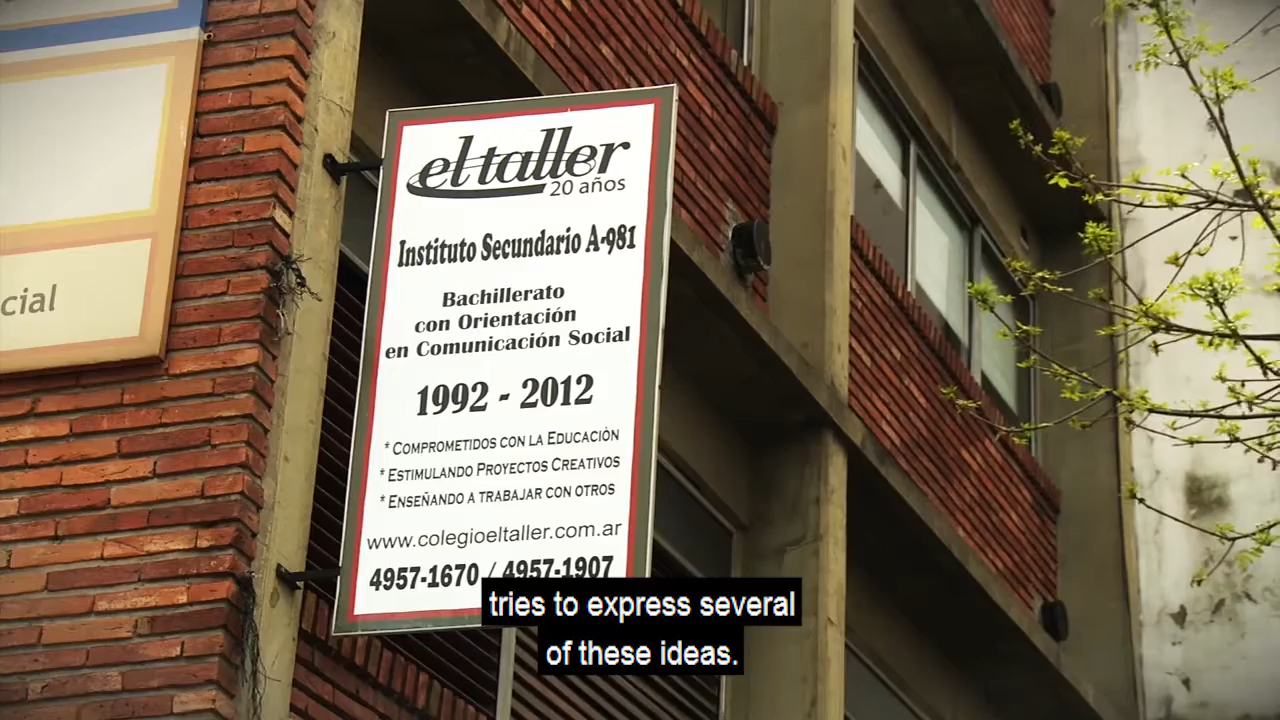 cial
el taller
20 años
Instituto Secundario A-981
Bachillerato
con Orientación
en Comunicación Social
1992 - 2012
* COMPROMETIDOS CON LA EDUCACIÒN
* ESTIMULANDO PROYECTOS CREATIVOS
* ENSEÑANDO A TRABAJAR CON OTROS
www.colegioeltaller.com.ar
4957-1670 / 4957-1907
tries to express several
of these ideas.